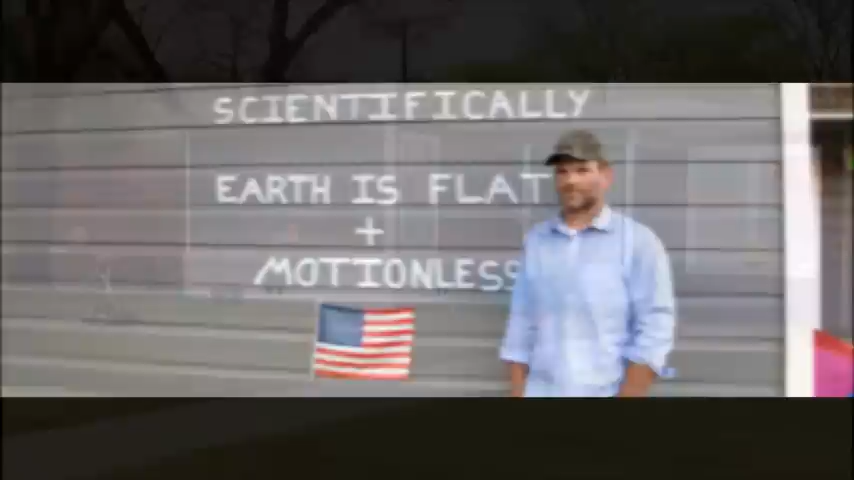 SCIENTIFICALLY
EARTH IS FLAT
+
MOTIONLESS